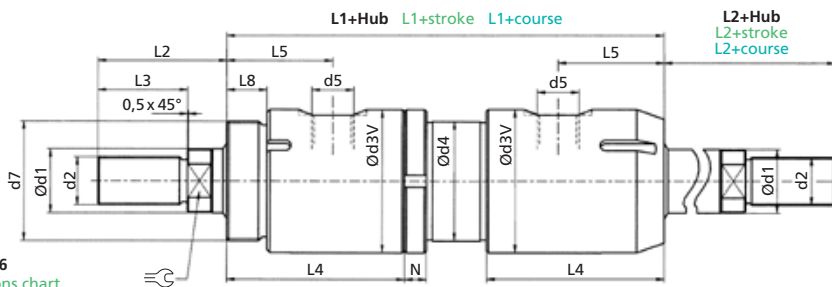 L1+Hub L1+stroke L1+course
L2+Hub
L2+stroke
L2+course
L2
L5
L5
L3
L8
d5
d5
0,5 x 45°
d7
Ød1
d2
Ød3V
Ød4
Ød3V
Ød1
d2
6
ons chart
L4
N
L4